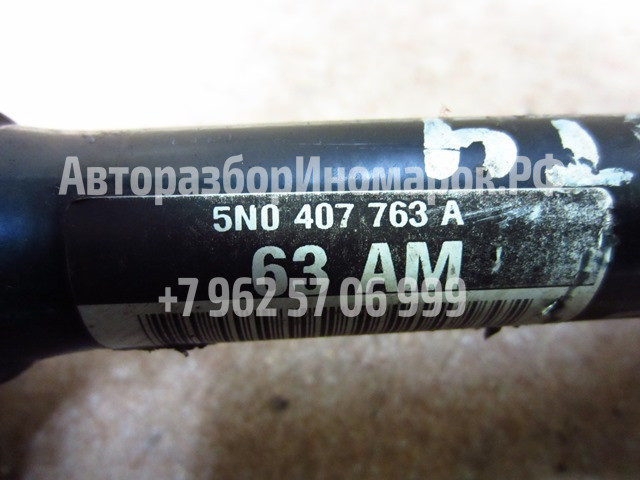 АвторазборИномарок.РФ
5N0 407 763 A
63 AM
+7 962 57 06 999